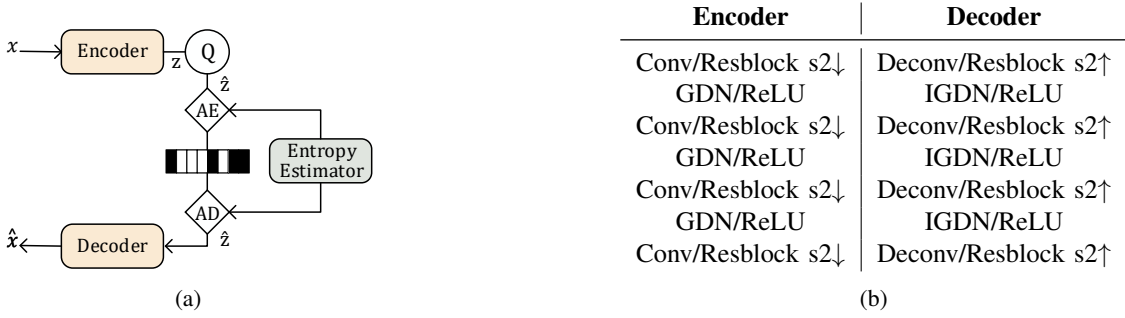 x
Encoder
z
Q
ẑ
AE
Entropy
Estimator
AD
ẑ
Decoder
x̂
(a)
Encoder Decoder
Conv/Resblock s2↓ Deconv/Resblock s2↑
GDN/ReLU IGDN/ReLU
Conv/Resblock s2↓ Deconv/Resblock s2↑
GDN/ReLU IGDN/ReLU
Conv/Resblock s2↓ Deconv/Resblock s2↑
GDN/ReLU IGDN/ReLU
Conv/Resblock s2↓ Deconv/Resblock s2↑
(b)